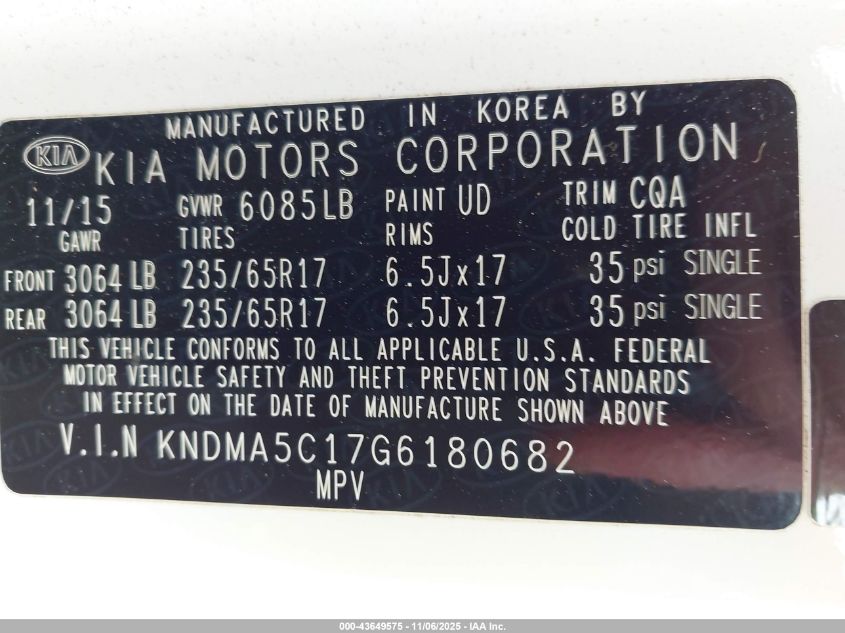 MANUFACTURED IN KOREA BY
KIA KIA MOTORS CORPORATION
11/15 GVWR 6085LB PAINT UD TRIM CQA
GAWR TIRES RIMS COLD TIRE INFL
FRONT 3064 LB 235/65R17 6.5Jx17 35 psi SINGLE
REAR 3064 LB 235/65R17 6.5Jx17 35 psi SINGLE
THIS VEHICLE CONFORMS TO ALL APPLICABLE U.S.A. FEDERAL
MOTOR VEHICLE SAFETY AND THEFT PREVENTION STANDARDS
IN EFFECT ON THE DATE OF MANUFACTURE SHOWN ABOVE
V.I.N KNDMA5C17G6180682
MPV
000-43649575 - 11/06/2025 - IAA Inc.